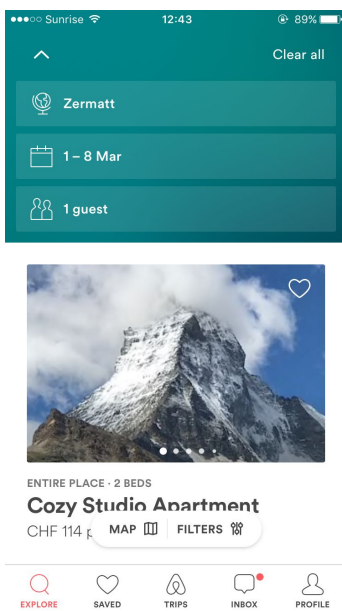 Sunrise 12:43 89%
Clear all
Zermatt
1 – 8 Mar
1 guest
ENTIRE PLACE · 2 BEDS
Cozy Studio Apartment
CHF 114 p
MAP FILTERS
EXPLORE SAVED TRIPS INBOX PROFILE